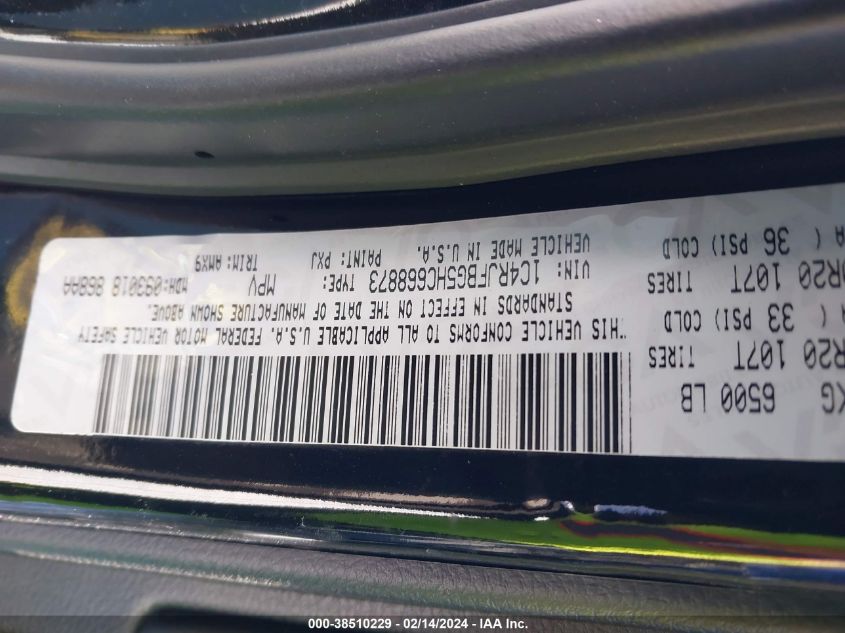 KG 6500 LB
R20 107T TIRES
( 33 PSI) COLD
R20 107T TIRES
( 36 PSI) COLD
THIS VEHICLE CONFORMS TO ALL APPLICABLE U.S.A. FEDERAL MOTOR VEHICLE SAFETY
STANDARDS IN EFFECT ON THE DATE OF MANUFACTURE SHOWN ABOVE.
VIN: 1C4RJFBG5HC668873 TYPE: MPV MDH: 093018 868AA
VEHICLE MADE IN U.S.A. PAINT: PXJ TRIM: AMX9
000-38510229 - 02/14/2024 - IAA Inc.